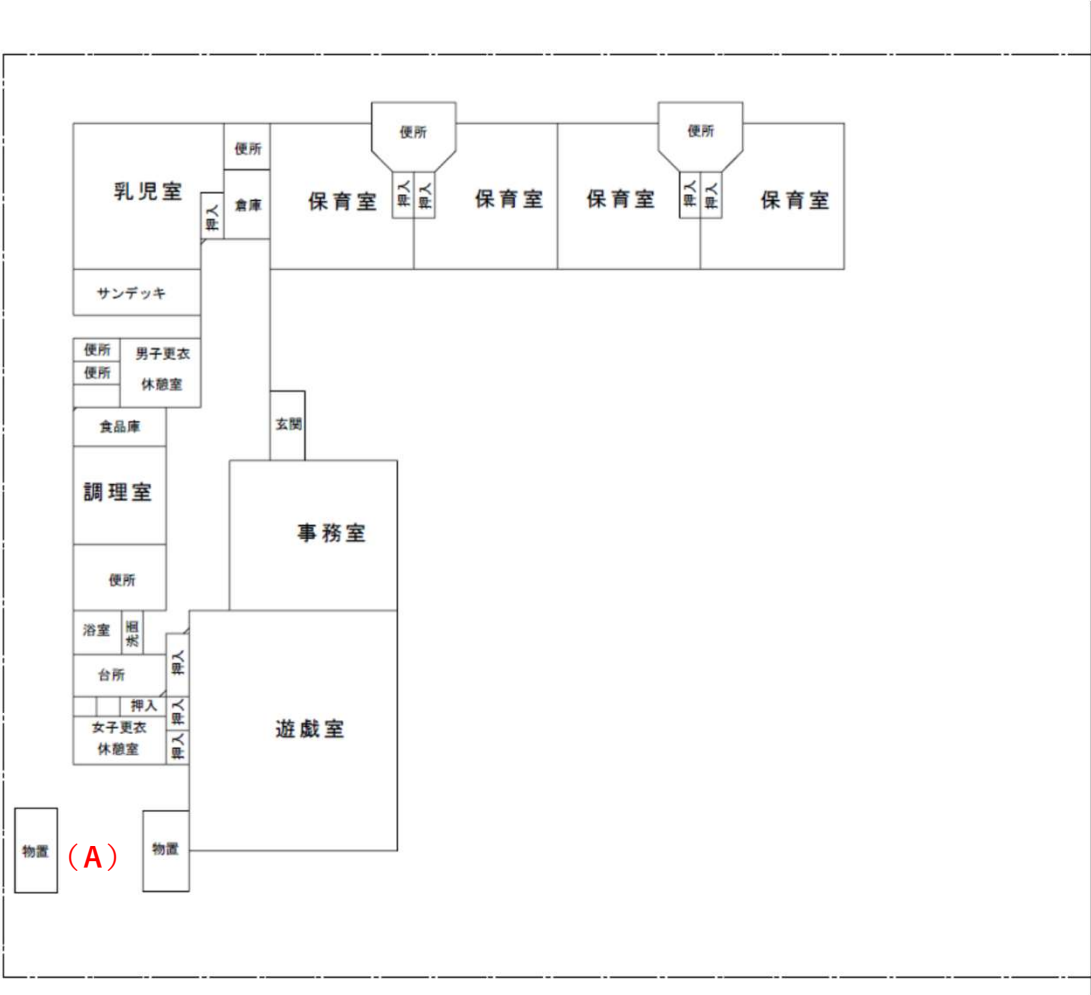 便所
便所
便所
乳児室
押入
倉庫
保育室
押入
押入
保育室
保育室
押入
押入
保育室
サンデッキ
便所
便所
男子更衣
休憩室
食品庫
玄関
調理室
事務室
便所
浴室
洗面
押入
台所
押入
押入
女子更衣
休憩室
押入
遊戯室
物置
（A）
物置